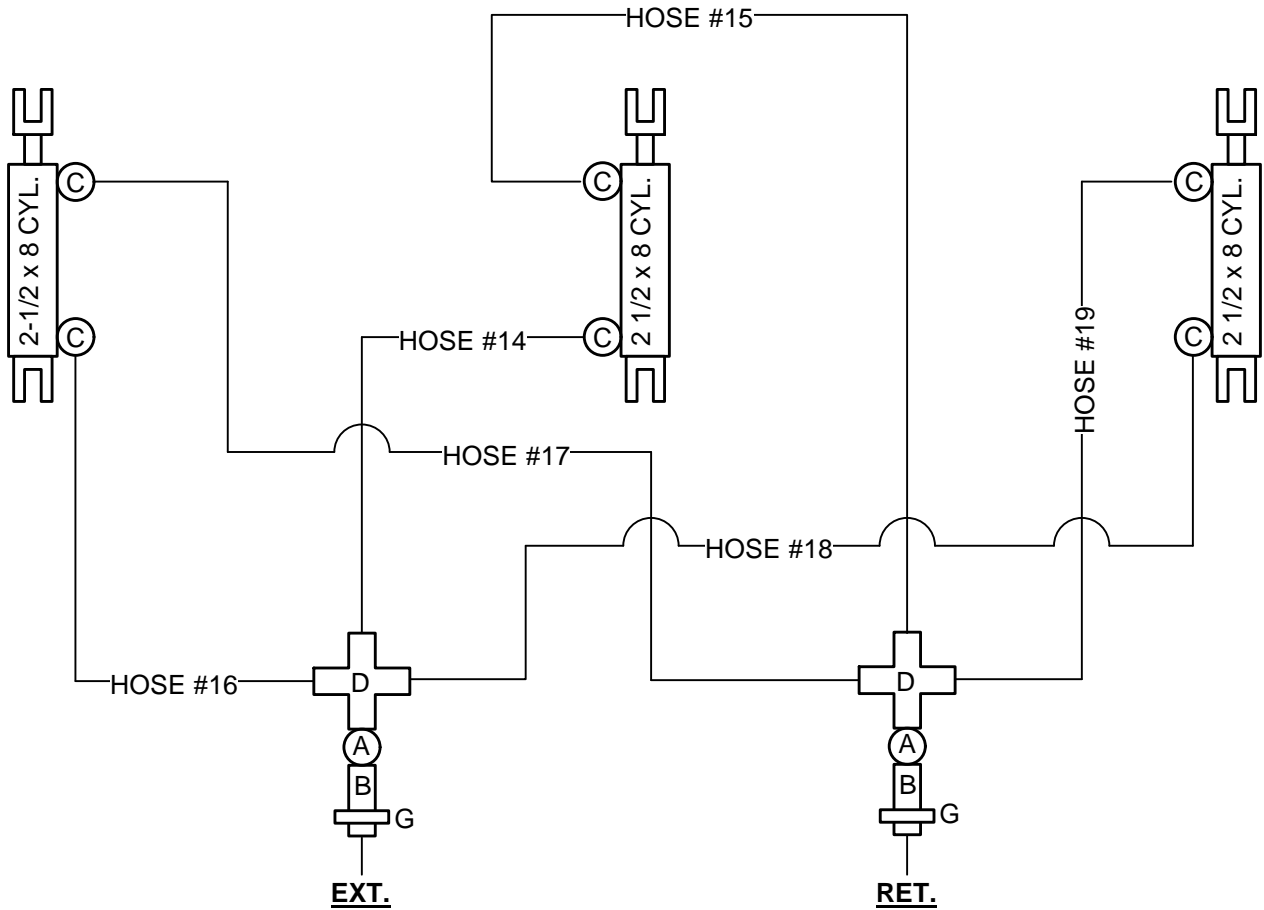 HOSE #15
C
C
C
2-1/2 x 8 CYL.
2 1/2 x 8 CYL.
2 1/2 x 8 CYL.
C
HOSE #14
C
C
HOSE #19
HOSE #17
HOSE #18
HOSE #16
D
D
A
A
B
B
G
G
EXT.
RET.